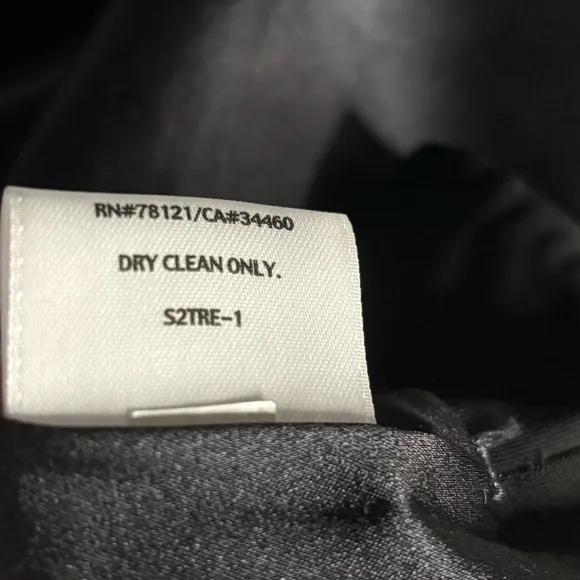 RN#78121/CA#34460
DRY CLEAN ONLY.
S2TRE-1